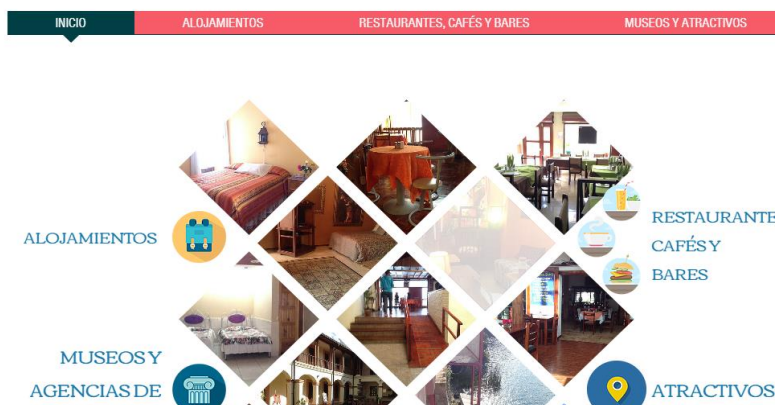 INICIO
ALOJAMIENTOS
RESTAURANTES, CAFÉS Y BARES
MUSEOS Y ATRACTIVOS
ALOJAMIENTOS
RESTAURANTE
CAFÉS Y
BARES
MUSEOS Y
AGENCIAS DE
ATRACTIVOS